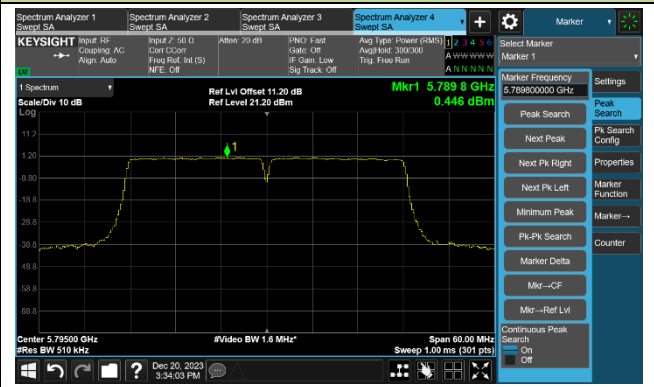 Spectrum Analyzer 1
Swept SA
Spectrum Analyzer 2
Swept SA
Spectrum Analyzer 3
Swept SA
Spectrum Analyzer 4
Swept SA
Marker
KEYSIGHT
Input: RF
Coupling: AC
Align: Auto
Input Z: 50 Ω
Corr CCorr
Freq Ref: Int (S)
NFE: Off
Atten: 20 dB
PNO: Fast
Gate: Off
IF Gain: Low
Sig Track: Off
Avg Type: Power (RMS)
Avg|Hold: 300/300
Trig: Free Run
1 2 3 4 5 6
A W W W W W
A N N N N N
Select Marker
Marker 1
1 Spectrum
Scale/Div 10 dB
Log
Ref Lvl Offset 11.20 dB
Ref Level 21.20 dBm
Mkr1 5.789 8 GHz
0.446 dBm
11.2
1.20
-8.80
-18.8
-28.8
-38.8
-48.8
-58.8
-68.8
1
Center 5.79500 GHz
#Res BW 510 kHz
#Video BW 1.6 MHz*
Span 60.00 MHz
Sweep 1.00 ms (301 pts)
Marker Frequency
5.789800000 GHz
Peak Search
Next Peak
Next Pk Right
Next Pk Left
Minimum Peak
Pk-Pk Search
Marker Delta
Mkr→CF
Mkr→Ref Lvl
Continuous Peak
Search
On
Off
Settings
Peak
Search
Pk Search
Config
Properties
Marker
Function
Marker→
Counter
Dec 20, 2023
3:34:03 PM